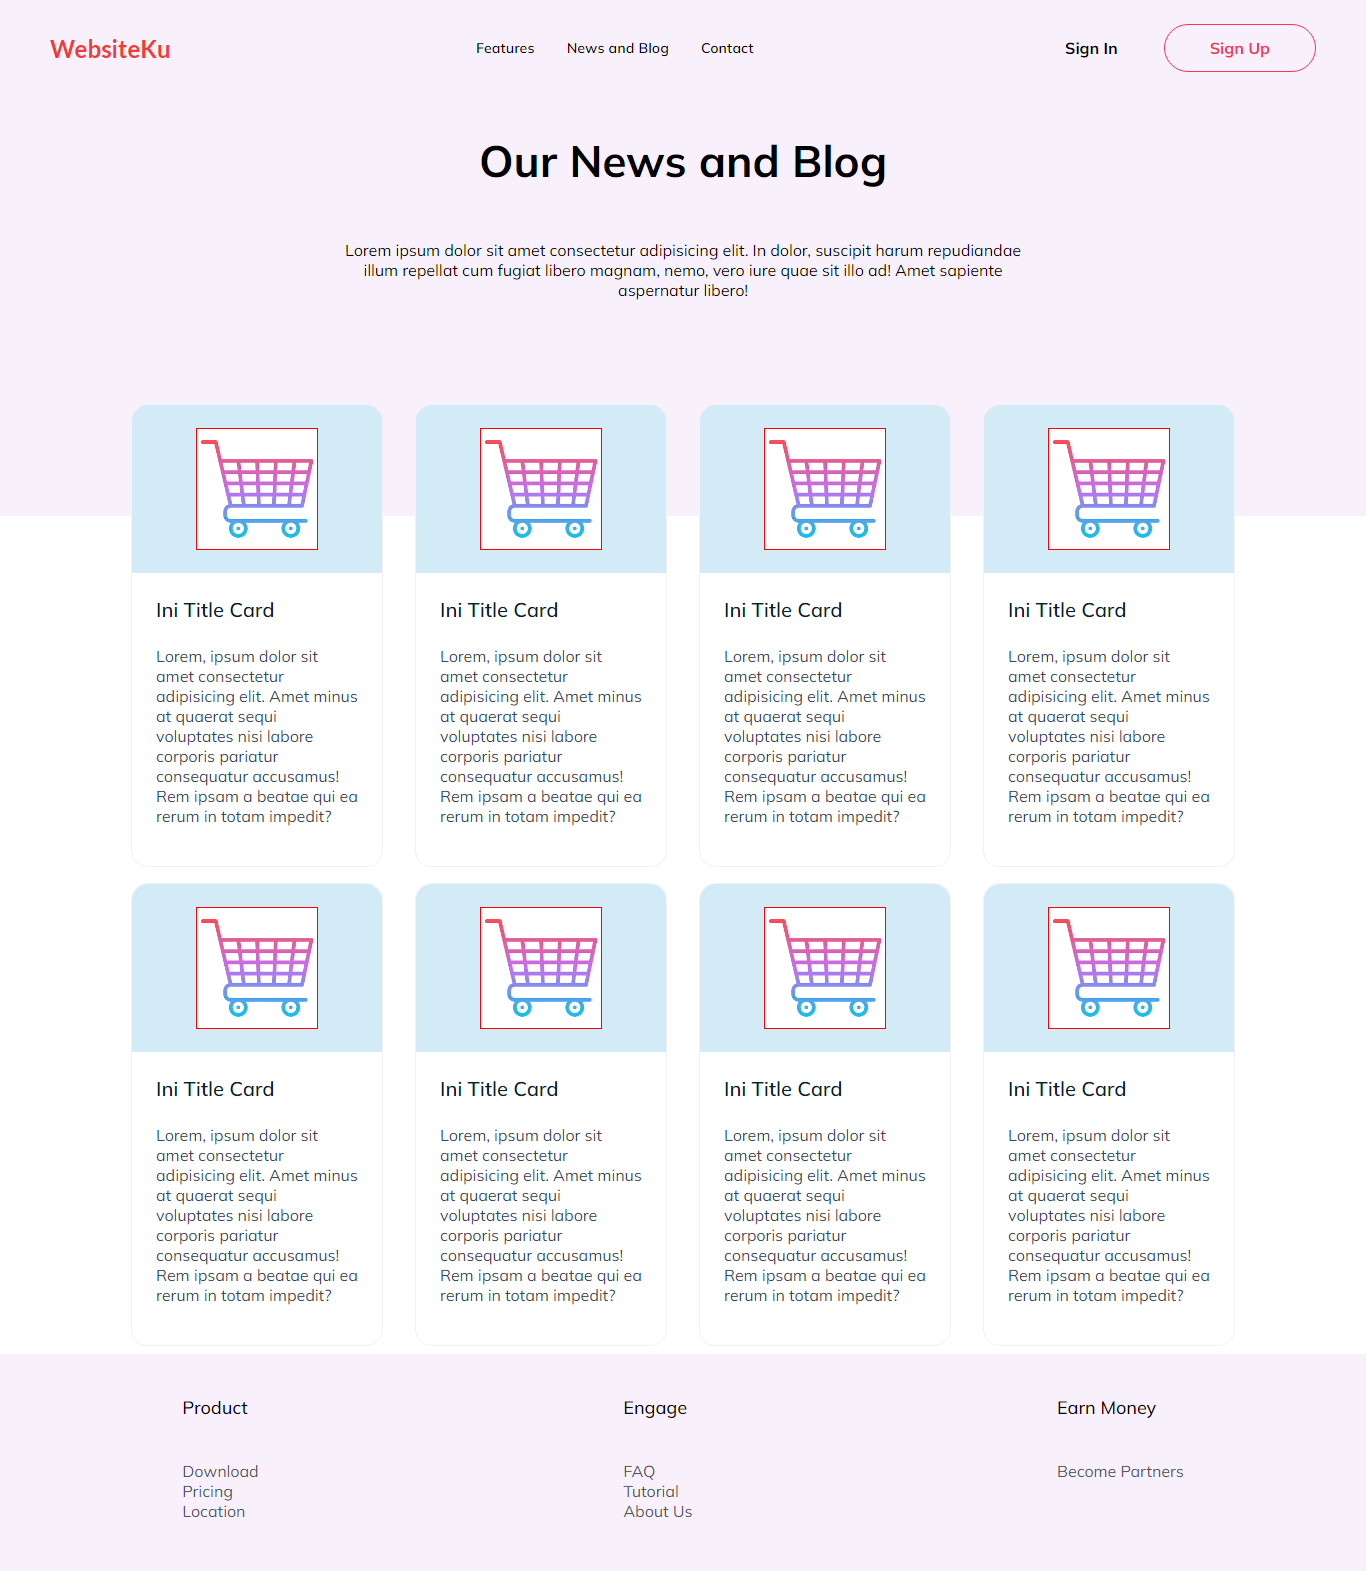 WebsiteKu
Features News and Blog Contact
Sign In Sign Up
Our News and Blog
Lorem ipsum dolor sit amet consectetur adipisicing elit. In dolor, suscipit harum repudiandae
illum repellat cum fugiat libero magnam, nemo, vero iure quae sit illo ad! Amet sapiente
aspernatur libero!
Ini Title Card
Lorem, ipsum dolor sit
amet consectetur
adipisicing elit. Amet minus
at quaerat sequi
voluptates nisi labore
corporis pariatur
consequatur accusamus!
Rem ipsam a beatae qui ea
rerum in totam impedit?
Ini Title Card
Lorem, ipsum dolor sit
amet consectetur
adipisicing elit. Amet minus
at quaerat sequi
voluptates nisi labore
corporis pariatur
consequatur accusamus!
Rem ipsam a beatae qui ea
rerum in totam impedit?
Ini Title Card
Lorem, ipsum dolor sit
amet consectetur
adipisicing elit. Amet minus
at quaerat sequi
voluptates nisi labore
corporis pariatur
consequatur accusamus!
Rem ipsam a beatae qui ea
rerum in totam impedit?
Ini Title Card
Lorem, ipsum dolor sit
amet consectetur
adipisicing elit. Amet minus
at quaerat sequi
voluptates nisi labore
corporis pariatur
consequatur accusamus!
Rem ipsam a beatae qui ea
rerum in totam impedit?
Ini Title Card
Lorem, ipsum dolor sit
amet consectetur
adipisicing elit. Amet minus
at quaerat sequi
voluptates nisi labore
corporis pariatur
consequatur accusamus!
Rem ipsam a beatae qui ea
rerum in totam impedit?
Ini Title Card
Lorem, ipsum dolor sit
amet consectetur
adipisicing elit. Amet minus
at quaerat sequi
voluptates nisi labore
corporis pariatur
consequatur accusamus!
Rem ipsam a beatae qui ea
rerum in totam impedit?
Ini Title Card
Lorem, ipsum dolor sit
amet consectetur
adipisicing elit. Amet minus
at quaerat sequi
voluptates nisi labore
corporis pariatur
consequatur accusamus!
Rem ipsam a beatae qui ea
rerum in totam impedit?
Ini Title Card
Lorem, ipsum dolor sit
amet consectetur
adipisicing elit. Amet minus
at quaerat sequi
voluptates nisi labore
corporis pariatur
consequatur accusamus!
Rem ipsam a beatae qui ea
rerum in totam impedit?
Product
Download
Pricing
Location
Engage
FAQ
Tutorial
About Us
Earn Money
Become Partners